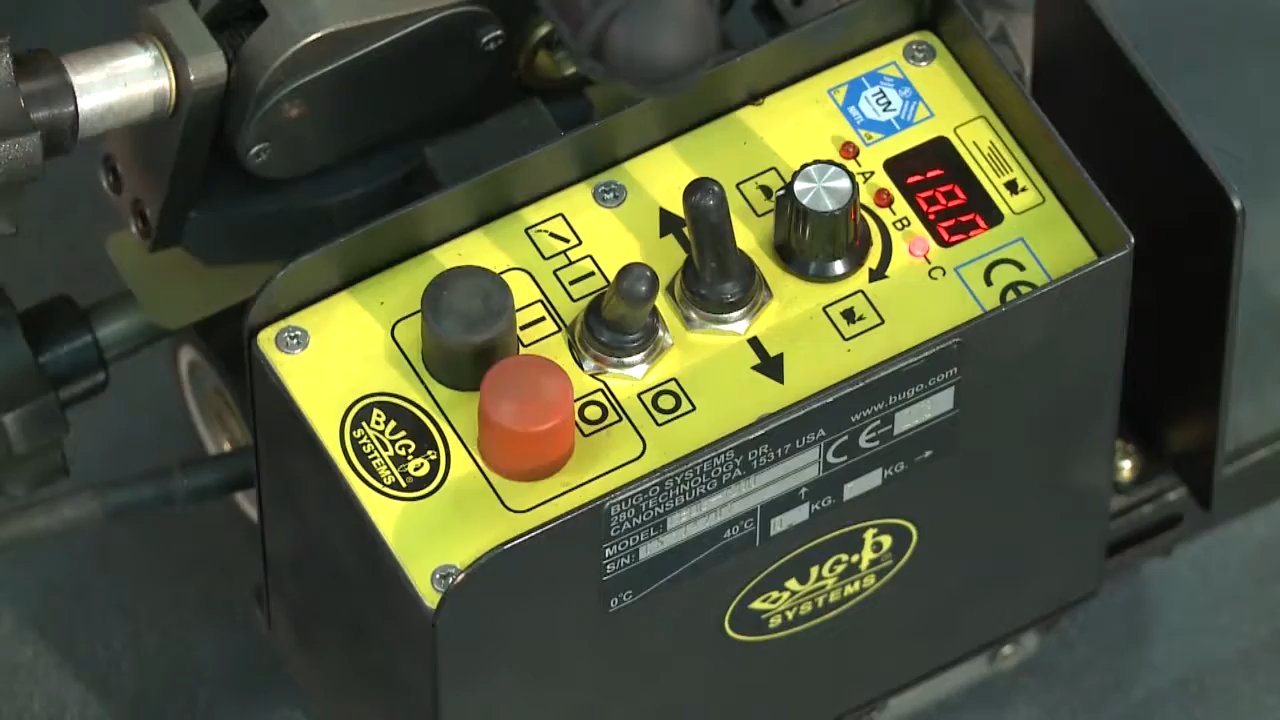 TÜV
NRTL
A
B
C
18.0
CE
BUG-O
SYSTEMS
®
www.bugo.com
BUG-O SYSTEMS
280 TECHNOLOGY DR.
CANONSBURG PA. 15317 USA
CE-
MODEL:
KG.
KG.
S/N:
40°C
0°C
BUG-O
SYSTEMS